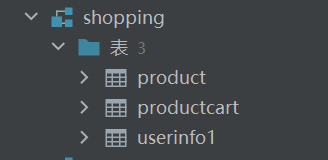 shopping
表 3
product
productcart
userinfo1